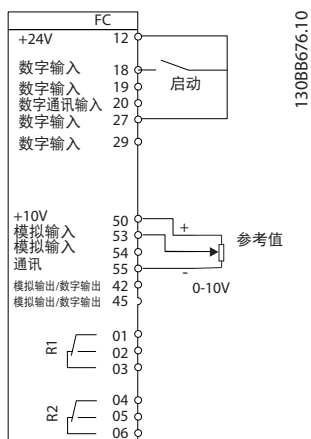 FC
+24V 12
数字输入 18
数字输入 19
数字通讯输入 20
数字输入 27
数字输入 29
启动
+10V 50
模拟输入 53
模拟输入 54
通讯 55
模拟输出/数字输出 42
模拟输出/数字输出 45
+
-
参考值
0-10V
R1
01
02
03
R2
04
05
06
130BB676.10